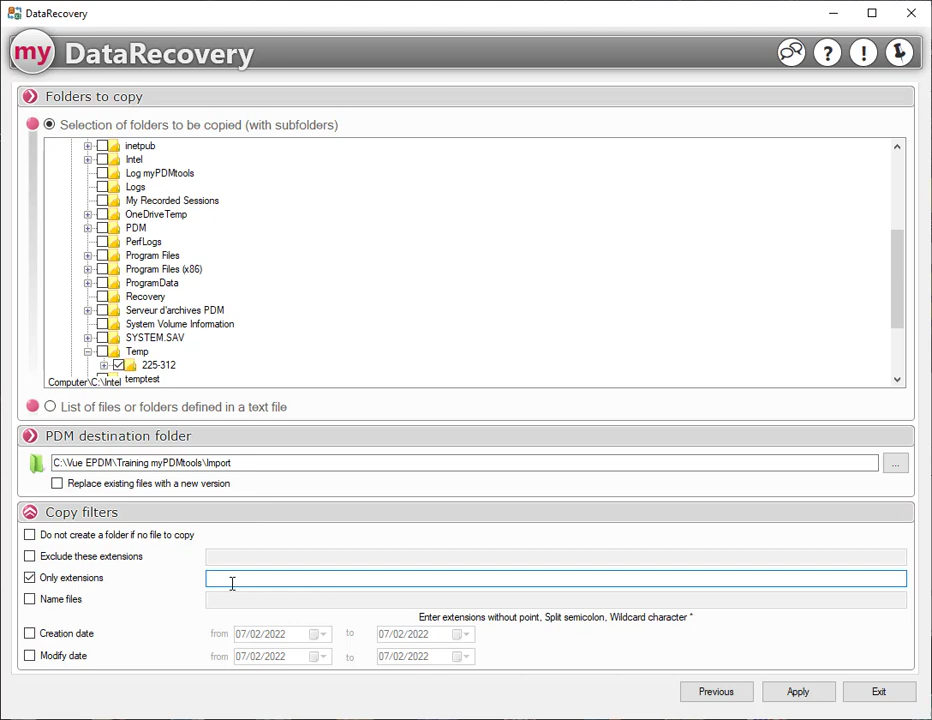 DataRecovery
my DataRecovery
? !
Folders to copy
Selection of folders to be copied (with subfolders)
inetpub
Intel
Log myPDMtools
Logs
My Recorded Sessions
OneDriveTemp
PDM
PerfLogs
Program Files
Program Files (x86)
ProgramData
Recovery
Serveur d'archives PDM
System Volume Information
SYSTEM.SAV
Temp
225-312
temptest
Computer\C:\Intel
List of files or folders defined in a text file
PDM destination folder
C:\Vue EPDM\Training myPDMtools\Import
...
Replace existing files with a new version
Copy filters
Do not create a folder if no file to copy
Exclude these extensions
Only extensions
Name files
Enter extensions without point, Split semicolon, Wildcard character *
Creation date from 07/02/2022 to 07/02/2022
Modify date from 07/02/2022 to 07/02/2022
Previous Apply Exit